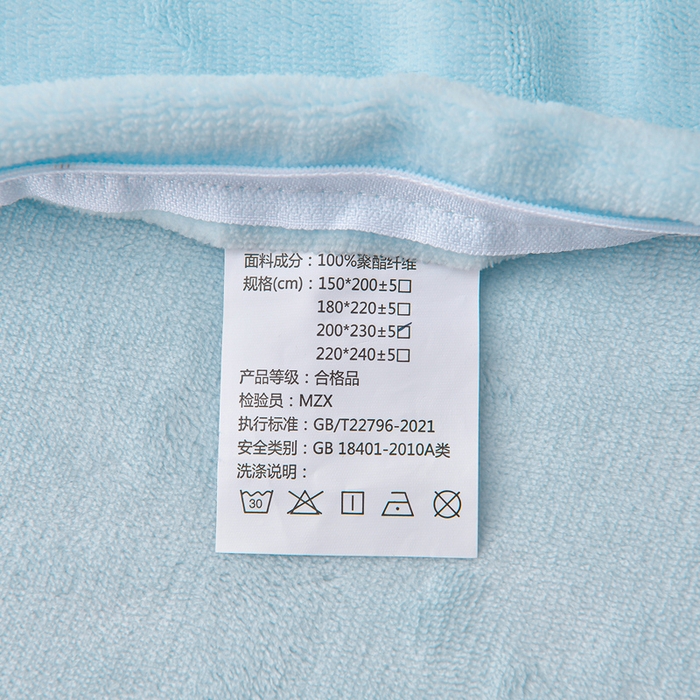 面料成分：100%聚酯纤维
规格(cm)：150*200±5□
180*220±5□
200*230±5☑
220*240±5□
产品等级：合格品
检验员：MZX
执行标准：GB/T22796-2021
安全类别：GB 18401-2010A类
洗涤说明：
30